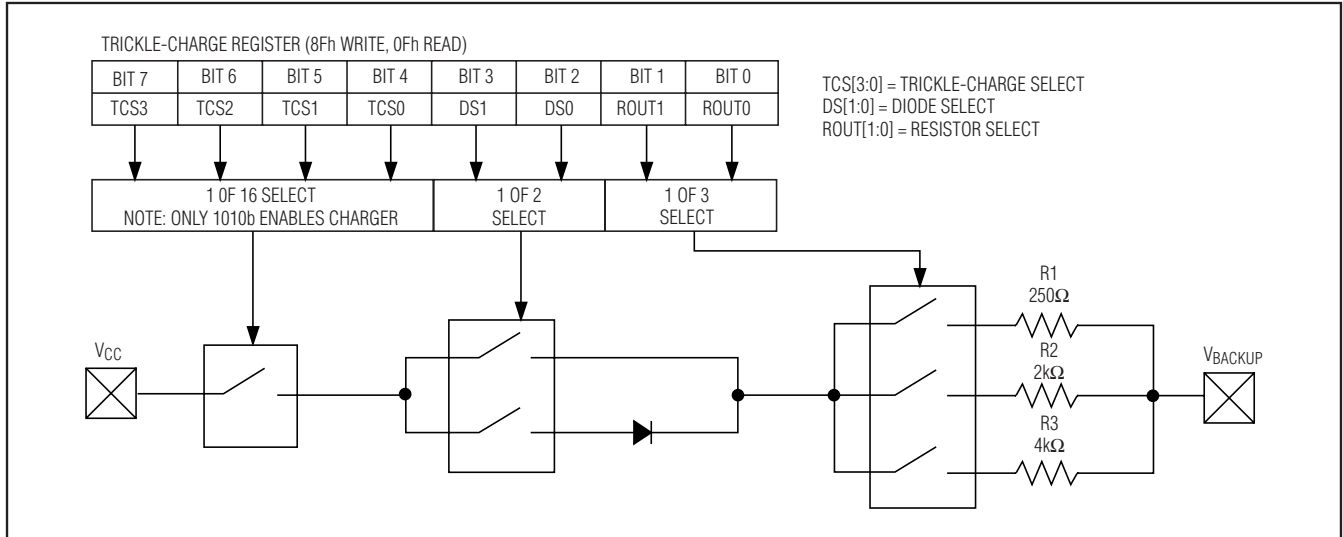 TRICKLE-CHARGE REGISTER (8Fh WRITE, 0Fh READ)
BIT 7 BIT 6 BIT 5 BIT 4 BIT 3 BIT 2 BIT 1 BIT 0
TCS3 TCS2 TCS1 TCS0 DS1 DS0 ROUT1 ROUT0
TCS[3:0] = TRICKLE-CHARGE SELECT
DS[1:0] = DIODE SELECT
ROUT[1:0] = RESISTOR SELECT
1 OF 16 SELECT
NOTE: ONLY 1010b ENABLES CHARGER
1 OF 2
SELECT
1 OF 3
SELECT
R1
250Ω
VCC
R2
2kΩ
VBACKUP
R3
4kΩ